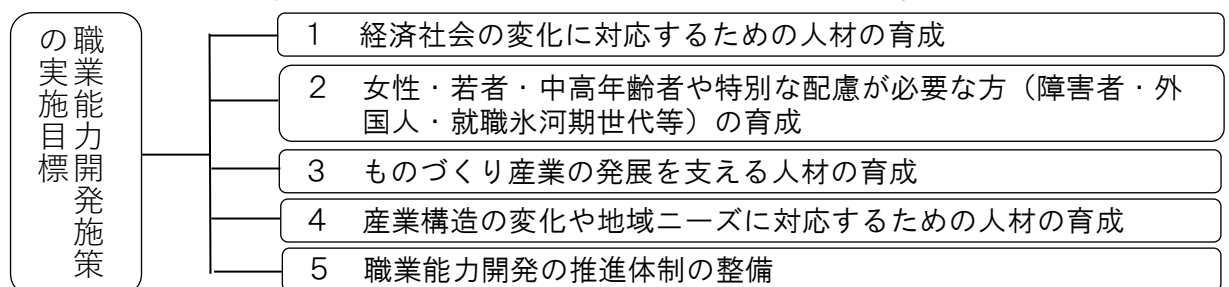 職業能力開発施策
の実施目標
1 経済社会の変化に対応するための人材の育成
2 女性・若者・中高年齢者や特別な配慮が必要な方（障害者・外
国人・就職氷河期世代等）の育成
3 ものづくり産業の発展を支える人材の育成
4 産業構造の変化や地域ニーズに対応するための人材の育成
5 職業能力開発の推進体制の整備